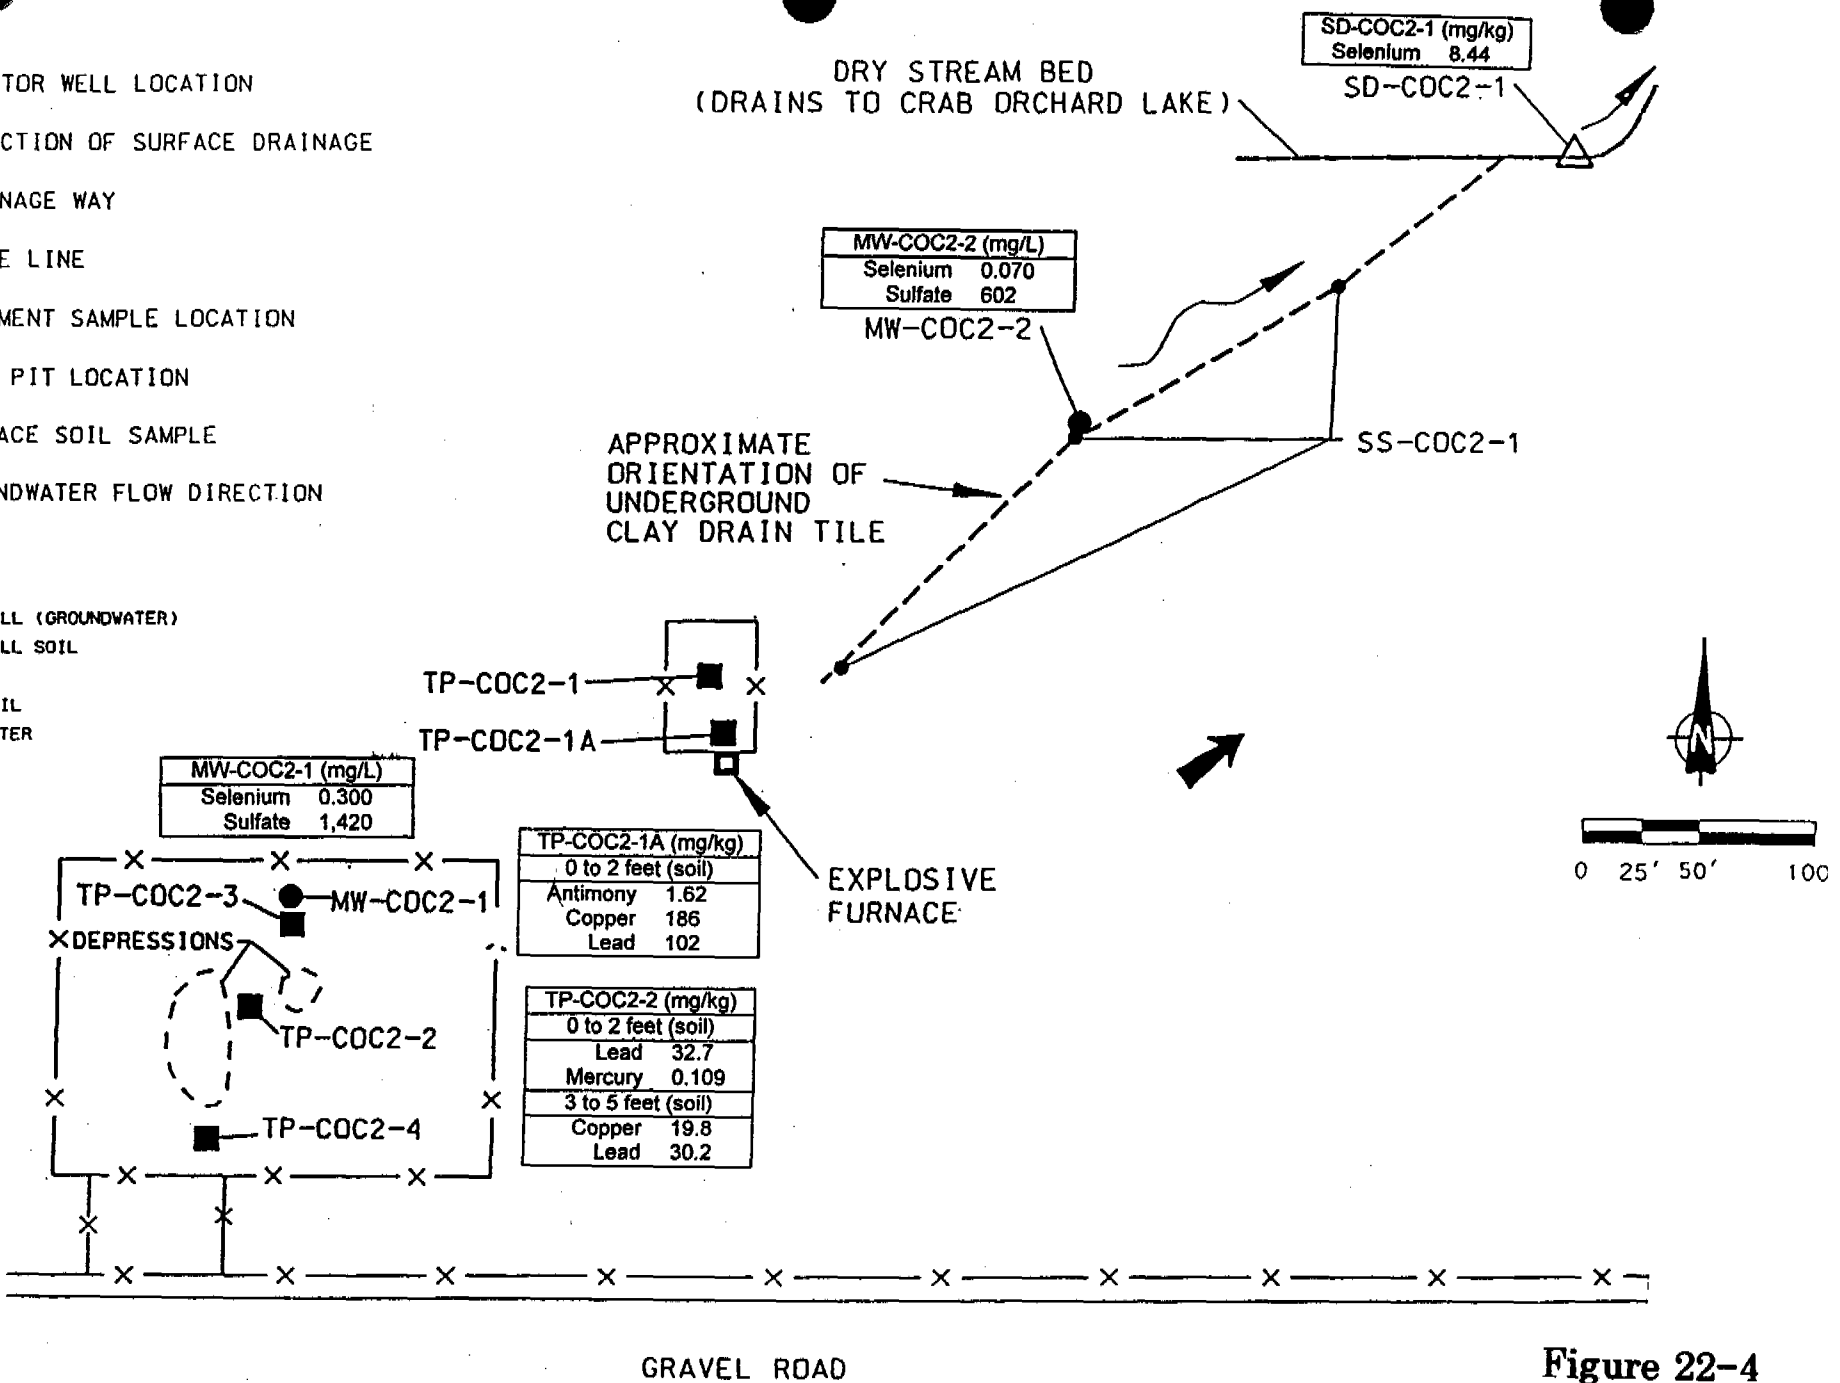 SD-COC2-1 (mg/kg)
Selenium 8.44
SD-COC2-1
DRY STREAM BED
(DRAINS TO CRAB ORCHARD LAKE)
TOR WELL LOCATION
CTION OF SURFACE DRAINAGE
NAGE WAY
E LINE
MENT SAMPLE LOCATION
PIT LOCATION
ACE SOIL SAMPLE
NDWATER FLOW DIRECTION
LL (GROUNDWATER)
LL SOIL
IL
TER
MW-COC2-2 (mg/L)
Selenium 0.070
Sulfate 602
MW-COC2-2
APPROXIMATE
ORIENTATION OF
UNDERGROUND
CLAY DRAIN TILE
SS-COC2-1
TP-COC2-1
TP-COC2-1A
N
0 25' 50' 100
MW-COC2-1 (mg/L)
Selenium 0.300
Sulfate 1,420
TP-COC2-3
MW-COC2-1
DEPRESSIONS
TP-COC2-2
TP-COC2-4
TP-COC2-1A (mg/kg)
0 to 2 feet (soil)
Antimony 1.62
Copper 186
Lead 102
EXPLOSIVE
FURNACE
TP-COC2-2 (mg/kg)
0 to 2 feet (soil)
Lead 32.7
Mercury 0.109
3 to 5 feet (soil)
Copper 19.8
Lead 30.2
GRAVEL ROAD
Figure 22-4